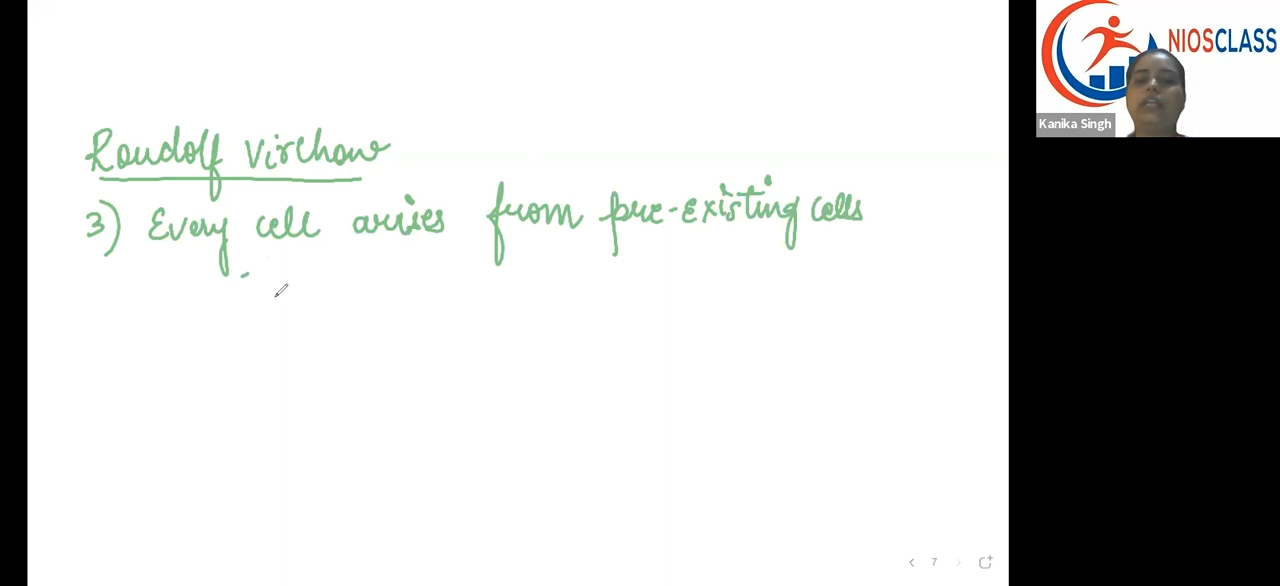 NIOSCLASS
Kanika Singh
Roudolf Virchow
3) Every cell arises from pre-existing cells
7